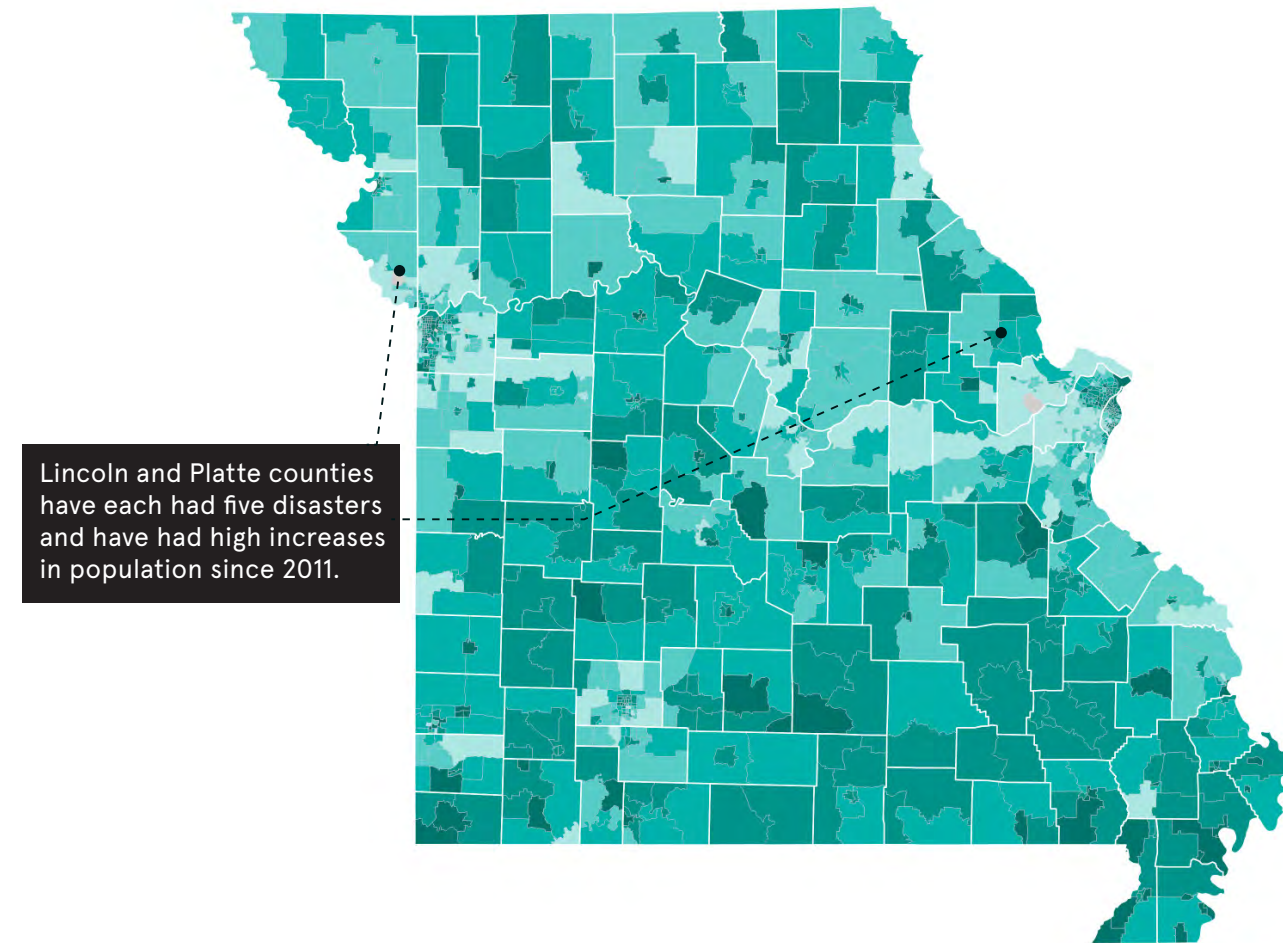 Lincoln and Platte counties
have each had five disasters
and have had high increases
in population since 2011.